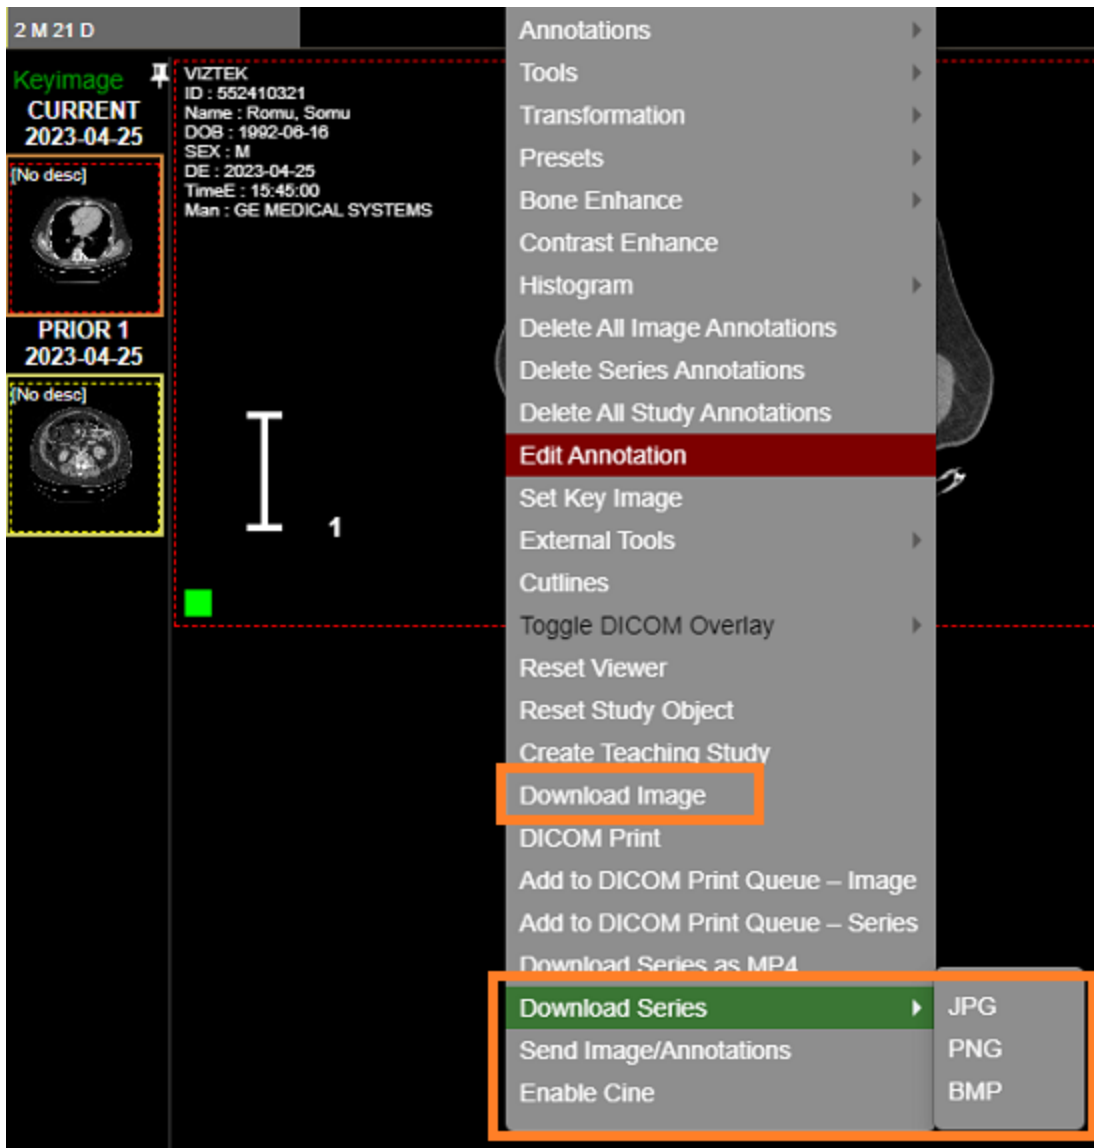 2 M 21 D
Keyimage
CURRENT
2023-04-25
[No desc]
PRIOR 1
2023-04-25
[No desc]
VIZTEK
ID : 552410321
Name : Romu, Somu
DOB : 1992-06-16
SEX : M
DE : 2023-04-25
TimeE : 15:45:00
Man : GE MEDICAL SYSTEMS
1
Annotations
Tools
Transformation
Presets
Bone Enhance
Contrast Enhance
Histogram
Delete All Image Annotations
Delete Series Annotations
Delete All Study Annotations
Edit Annotation
Set Key Image
External Tools
Cutlines
Toggle DICOM Overlay
Reset Viewer
Reset Study Object
Create Teaching Study
Download Image
DICOM Print
Add to DICOM Print Queue – Image
Add to DICOM Print Queue – Series
Download Series as MP4
Download Series
Send Image/Annotations
Enable Cine
JPG
PNG
BMP